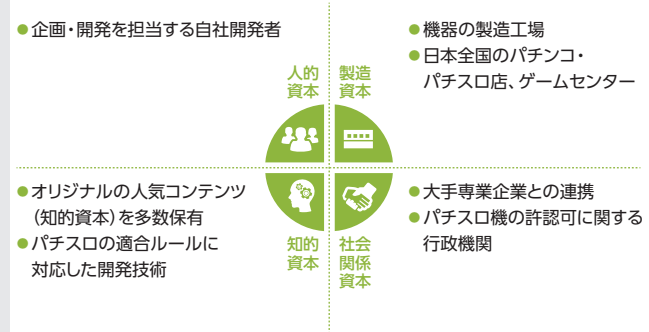 ●企画・開発を担当する自社開発者
人的
資本
●機器の製造工場
●日本全国のパチンコ・
パチスロ店、ゲームセンター
製造
資本
●オリジナルの人気コンテンツ
（知的資本）を多数保有
●パチスロの適合ルールに
対応した開発技術
知的
資本
●大手専業企業との連携
●パチスロ機の許認可に関する
行政機関
社会
関係
資本